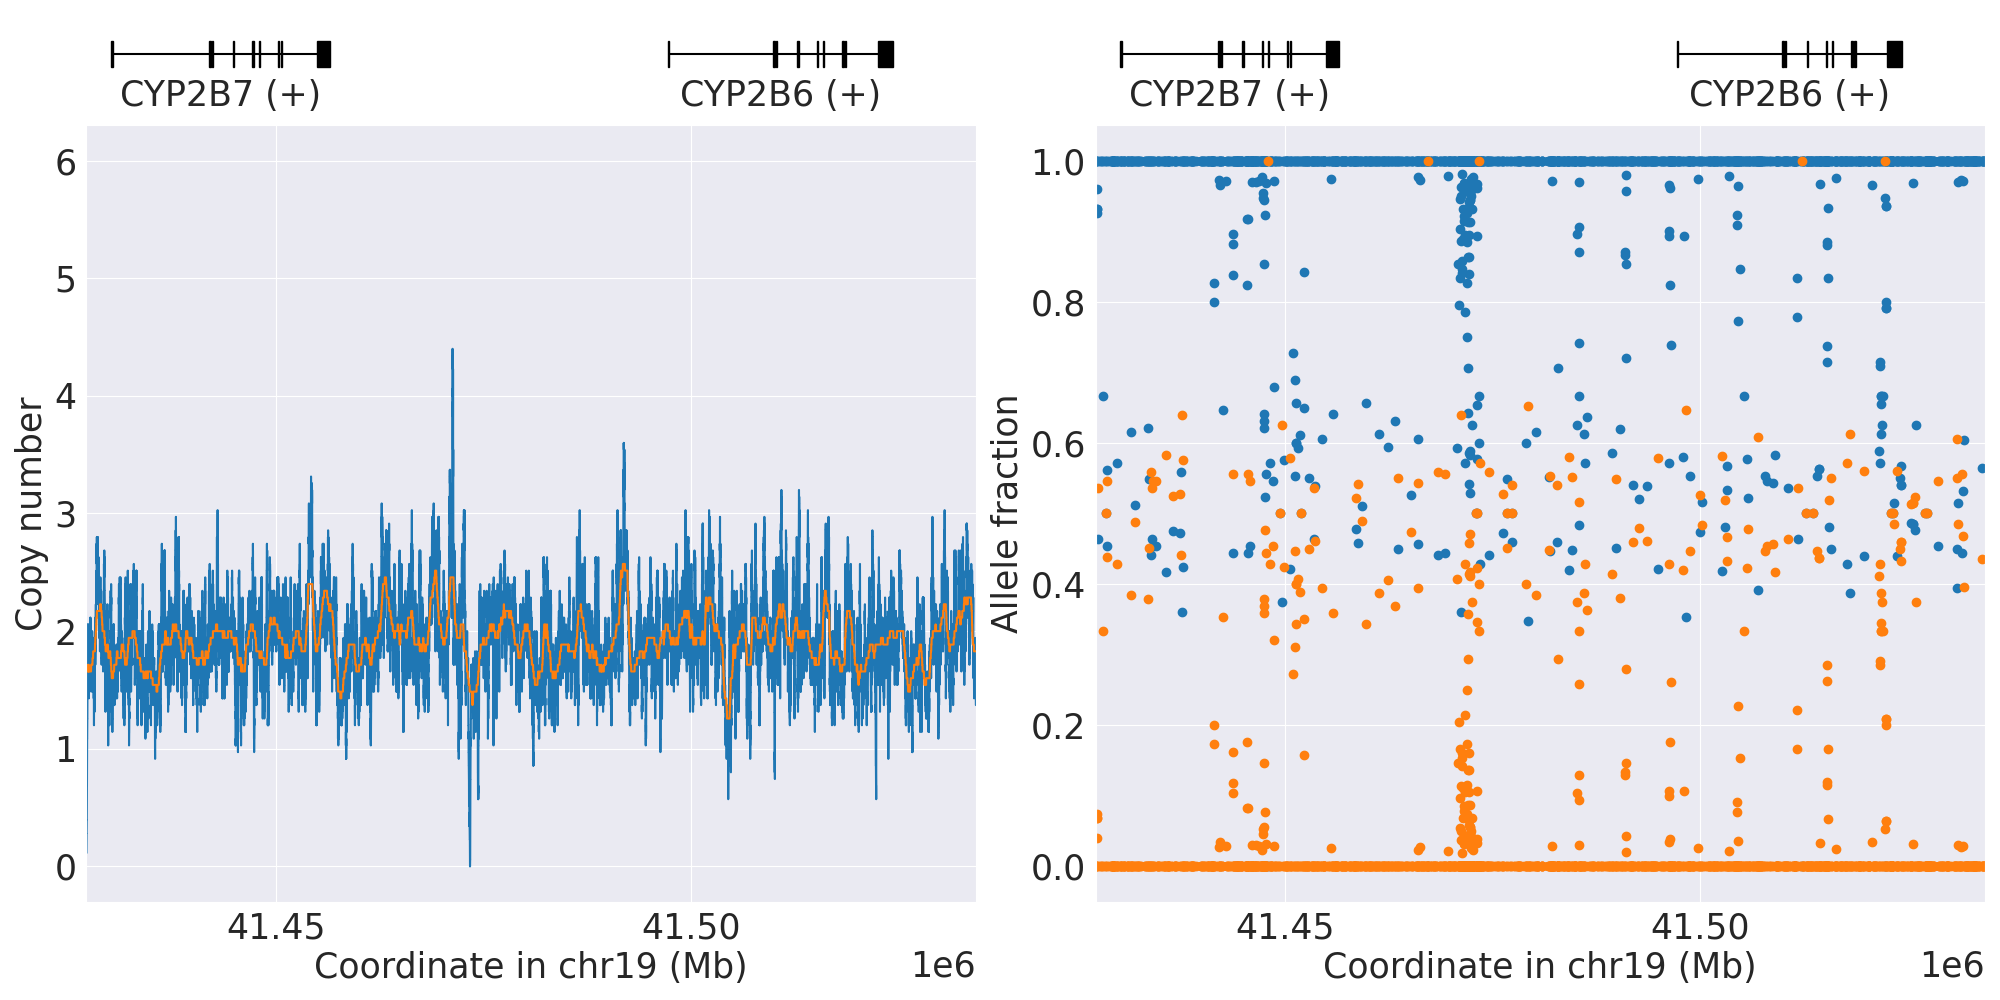 CYP2B7 (+) CYP2B6 (+)
6
5
4
3
2
1
0
Copy number
41.45 41.50
Coordinate in chr19 (Mb)
1e6
CYP2B7 (+) CYP2B6 (+)
1.0
0.8
0.6
0.4
0.2
0.0
Allele fraction
41.45 41.50
Coordinate in chr19 (Mb)
1e6